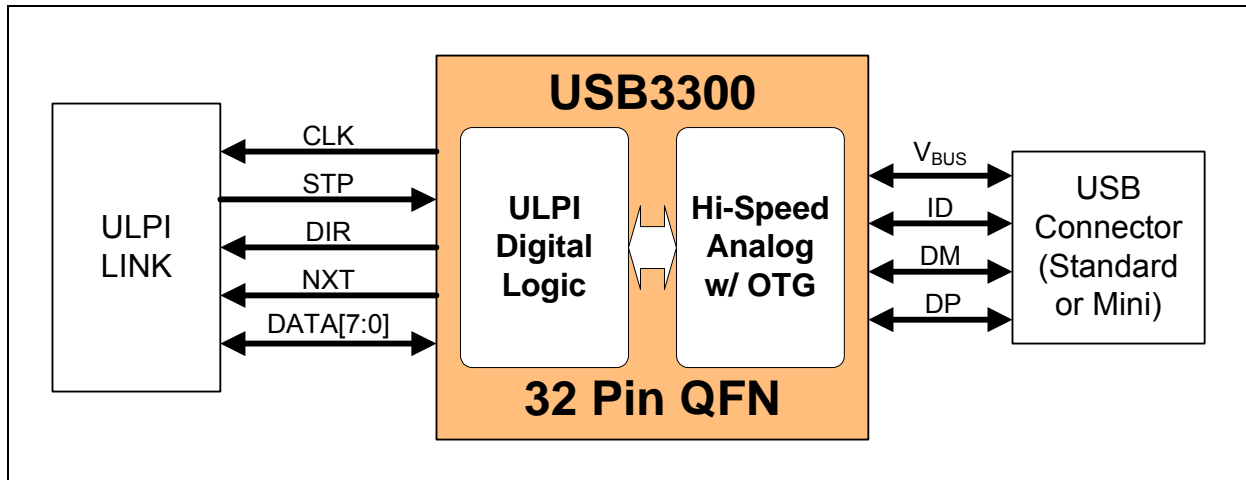 ULPI
LINK
CLK
STP
DIR
NXT
DATA[7:0]
USB3300
ULPI
Digital
Logic
Hi-Speed
Analog
w/ OTG
32 Pin QFN
VBUS
ID
DM
DP
USB
Connector
(Standard
or Mini)